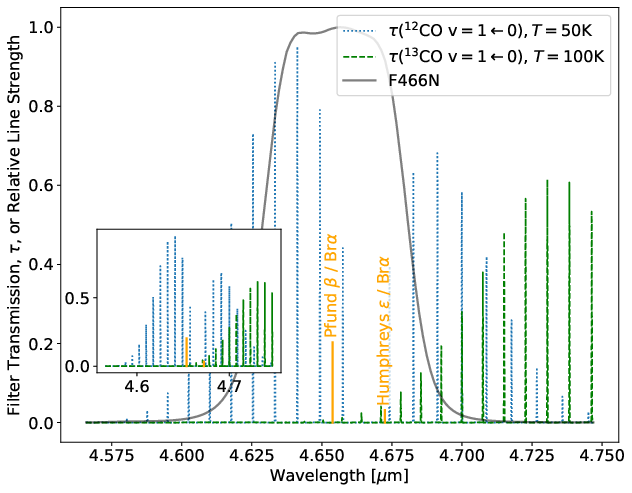 Filter Transmission, τ, or Relative Line Strength
1.0
0.8
0.6
0.4
0.2
0.0
τ(¹²CO v = 1 ← 0), T = 50K
τ(¹³CO v = 1 ← 0), T = 100K
F466N
Pfund β / Brα
Humphreys ε / Brα
0.5
0.0
4.6
4.7
4.575
4.600
4.625
4.650
4.675
4.700
4.725
4.750
Wavelength [μm]